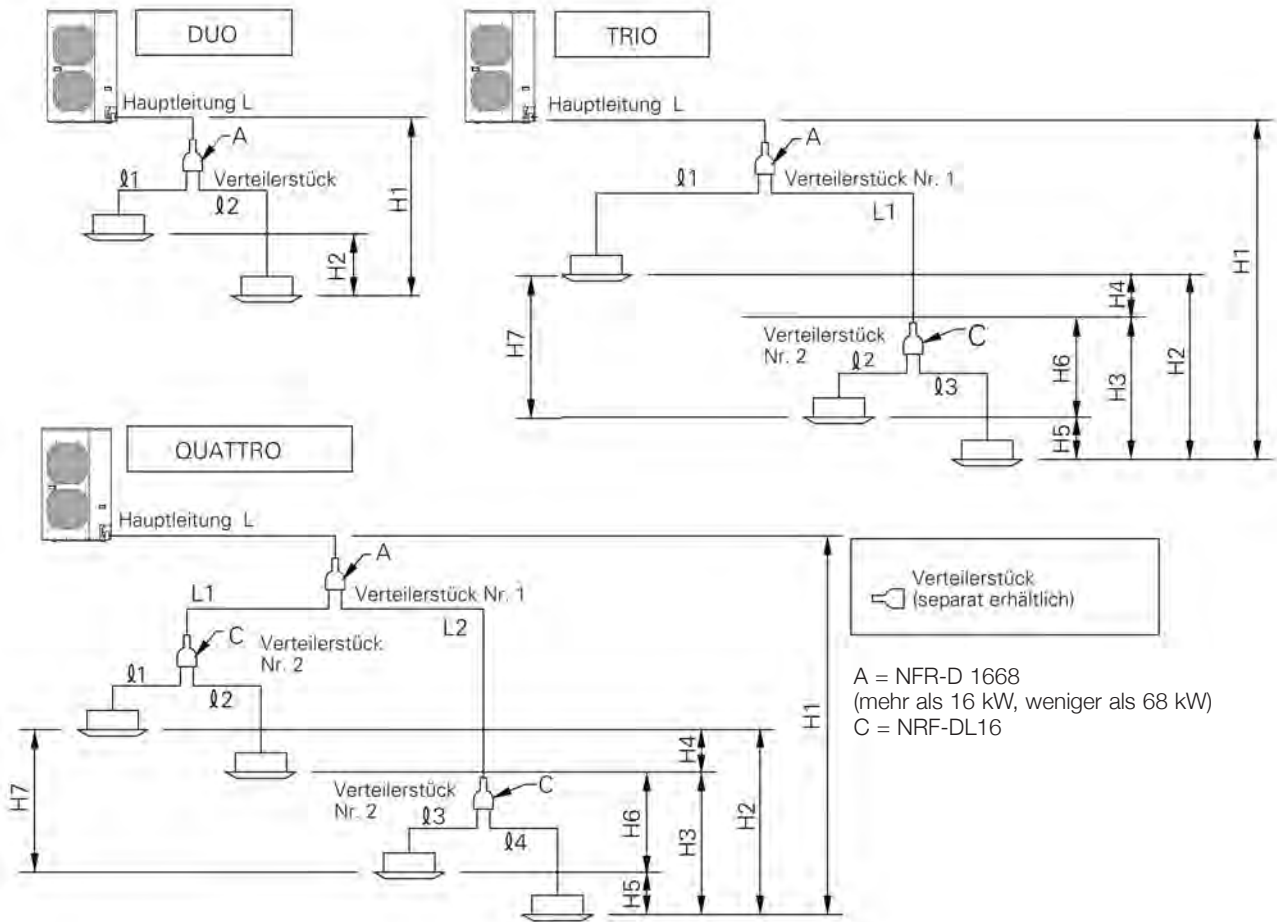 DUO
Hauptleitung L
A
ℓ1
Verteilerstück
ℓ2
H1
H2
TRIO
Hauptleitung L
A
ℓ1
Verteilerstück Nr. 1
L1
H1
H4
H7
Verteilerstück
Nr. 2
C
ℓ2
ℓ3
H6
H3
H2
H5
QUATTRO
Hauptleitung L
A
L1
Verteilerstück Nr. 1
L2
C
Verteilerstück
Nr. 2
ℓ1
ℓ2
H1
H4
H7
Verteilerstück
Nr. 2
C
ℓ3
ℓ4
H6
H3
H2
H5
Verteilerstück
(separat erhältlich)
A = NFR-D 1668
(mehr als 16 kW, weniger als 68 kW)
C = NRF-DL16